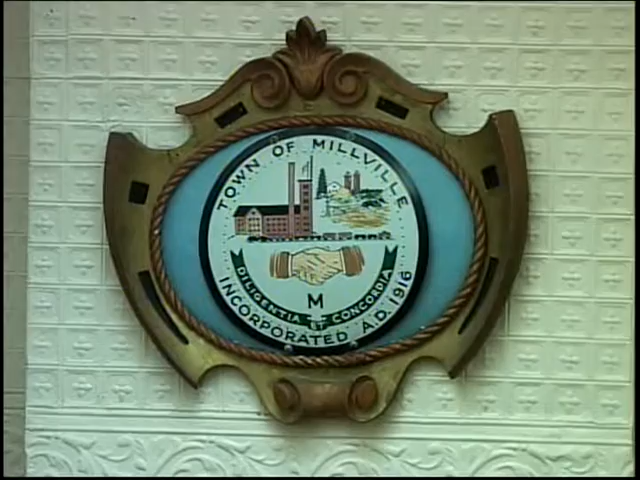 TOWN OF MILLVILLE
M
DILIGENTIA ET CONCORDIA
INCORPORATED A.D. 1916